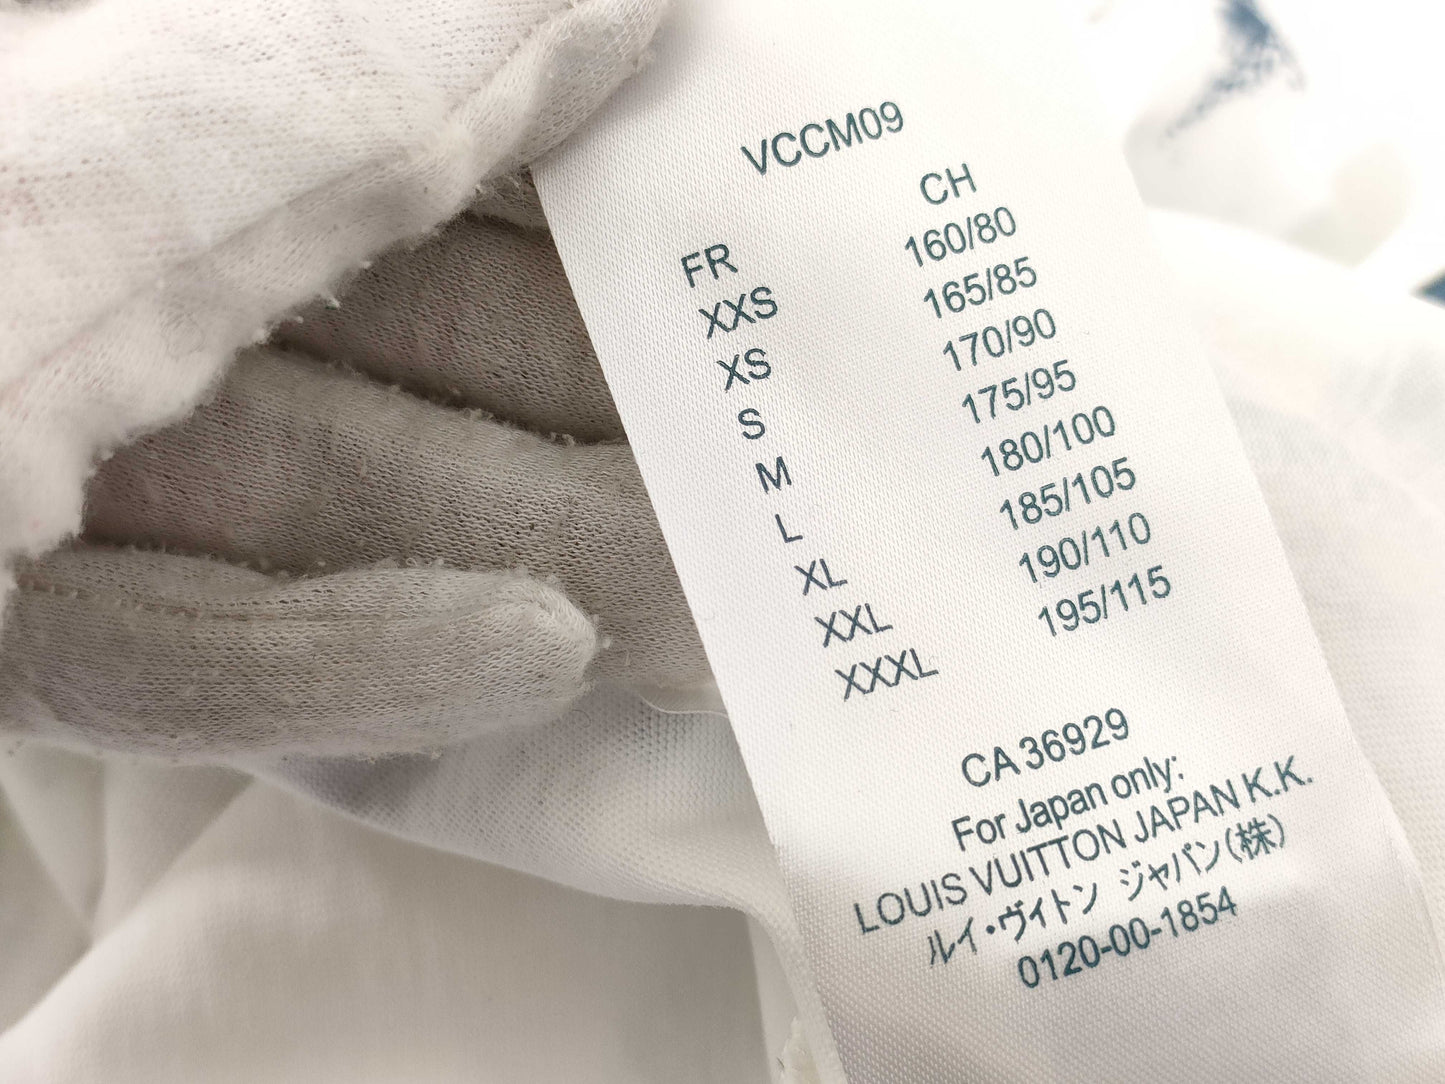 VCCM09
FR CH
XXS 160/80
XS 165/85
S 170/90
M 175/95
L 180/100
XL 185/105
XXL 190/110
XXXL 195/115
CA 36929
For Japan only:
LOUIS VUITTON JAPAN K.K.
ルイ・ヴィトン ジャパン(株)
0120-00-1854